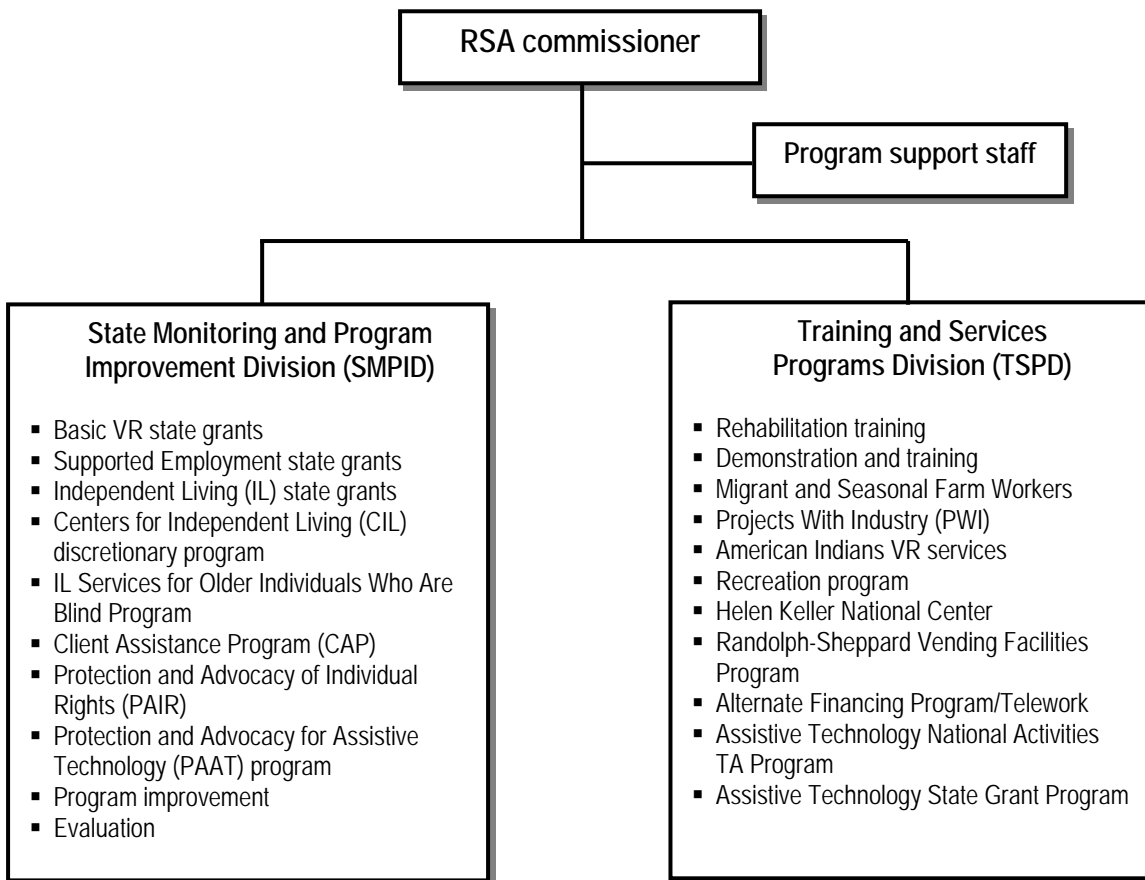 RSA commissioner
Program support staff
State Monitoring and Program
Improvement Division (SMPID)
▪ Basic VR state grants
▪ Supported Employment state grants
▪ Independent Living (IL) state grants
▪ Centers for Independent Living (CIL)
discretionary program
▪ IL Services for Older Individuals Who Are
Blind Program
▪ Client Assistance Program (CAP)
▪ Protection and Advocacy of Individual
Rights (PAIR)
▪ Protection and Advocacy for Assistive
Technology (PAAT) program
▪ Program improvement
▪ Evaluation
Training and Services
Programs Division (TSPD)
▪ Rehabilitation training
▪ Demonstration and training
▪ Migrant and Seasonal Farm Workers
▪ Projects With Industry (PWI)
▪ American Indians VR services
▪ Recreation program
▪ Helen Keller National Center
▪ Randolph-Sheppard Vending Facilities
Program
▪ Alternate Financing Program/Telework
▪ Assistive Technology National Activities
TA Program
▪ Assistive Technology State Grant Program